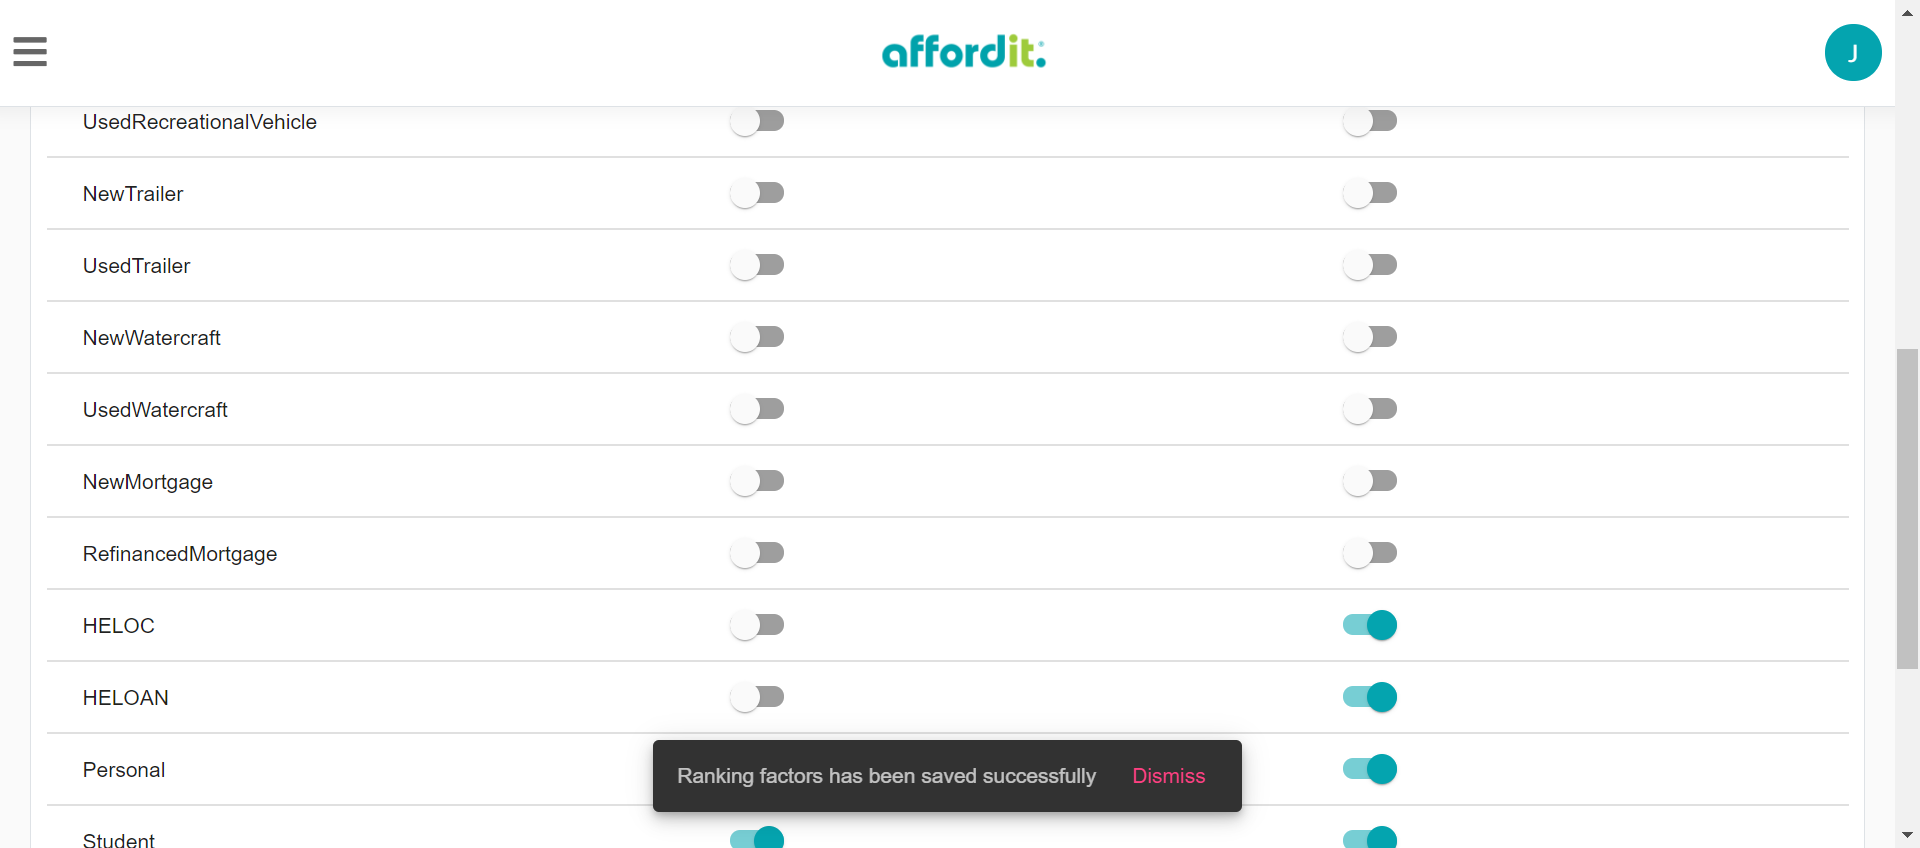 affordit:
J
UsedRecreationalVehicle
NewTrailer
UsedTrailer
NewWatercraft
UsedWatercraft
NewMortgage
RefinancedMortgage
HELOC
HELOAN
Personal
Ranking factors has been saved successfully Dismiss
Student